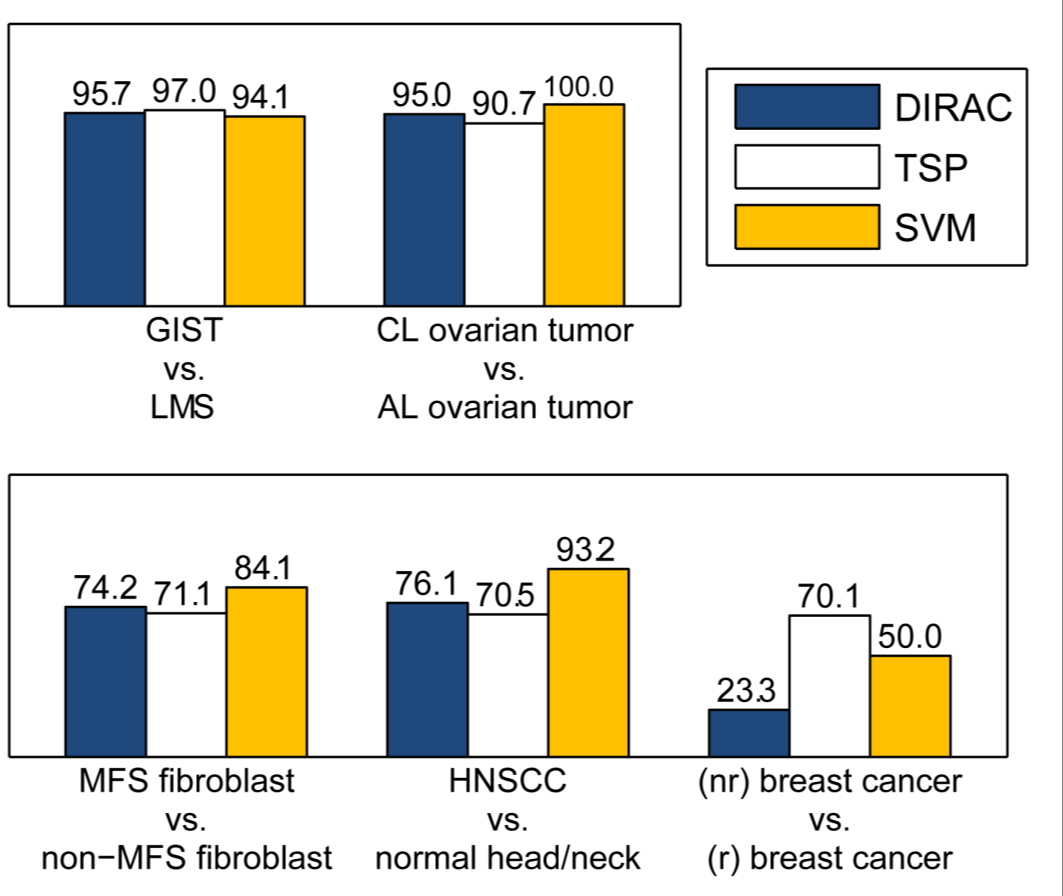 95.7 97.0 94.1
95.0 90.7 100.0
GIST
vs.
LMS
CL ovarian tumor
vs.
AL ovarian tumor
DIRAC
TSP
SVM
74.2 71.1 84.1
76.1 70.5 93.2
23.3 70.1 50.0
MFS fibroblast
vs.
non−MFS fibroblast
HNSCC
vs.
normal head/neck
(nr) breast cancer
vs.
(r) breast cancer